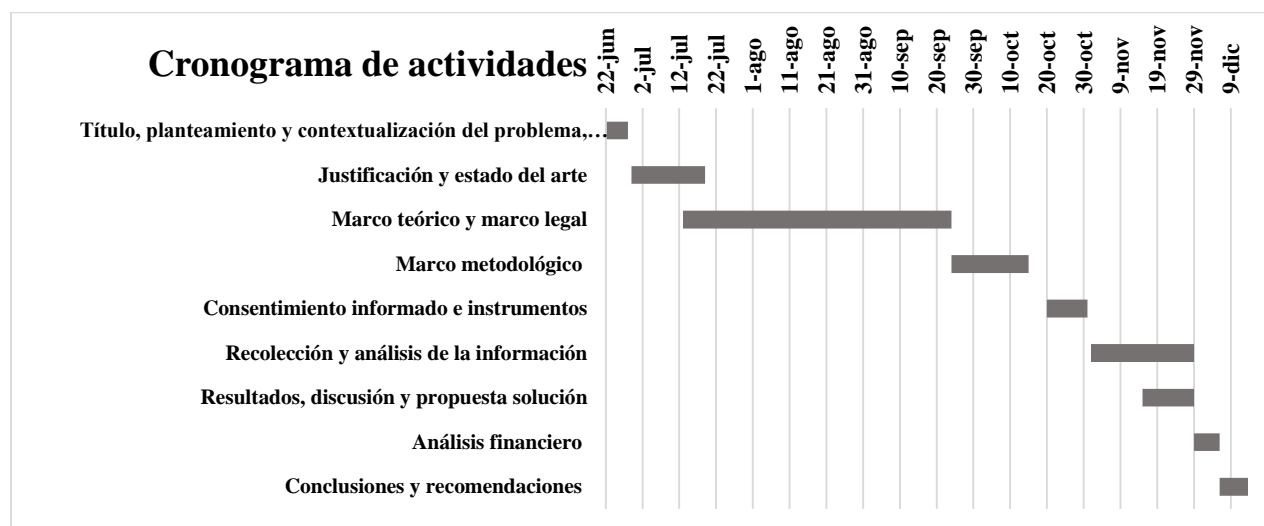 Cronograma de actividades
22-jun
2-jul
12-jul
22-jul
1-ago
11-ago
21-ago
31-ago
10-sep
20-sep
30-sep
10-oct
20-oct
30-oct
9-nov
19-nov
29-nov
9-dic
Título, planteamiento y contextualización del problema,…
Justificación y estado del arte
Marco teórico y marco legal
Marco metodológico
Consentimiento informado e instrumentos
Recolección y análisis de la información
Resultados, discusión y propuesta solución
Análisis financiero
Conclusiones y recomendaciones